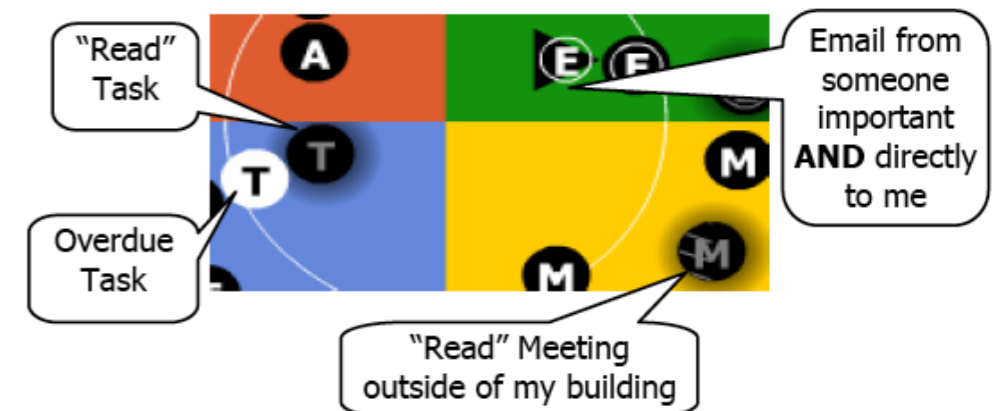 “Read”
Task
A
E
E
Email from
someone
important
AND directly
to me
T
T
M
Overdue
Task
M
M
“Read” Meeting
outside of my building